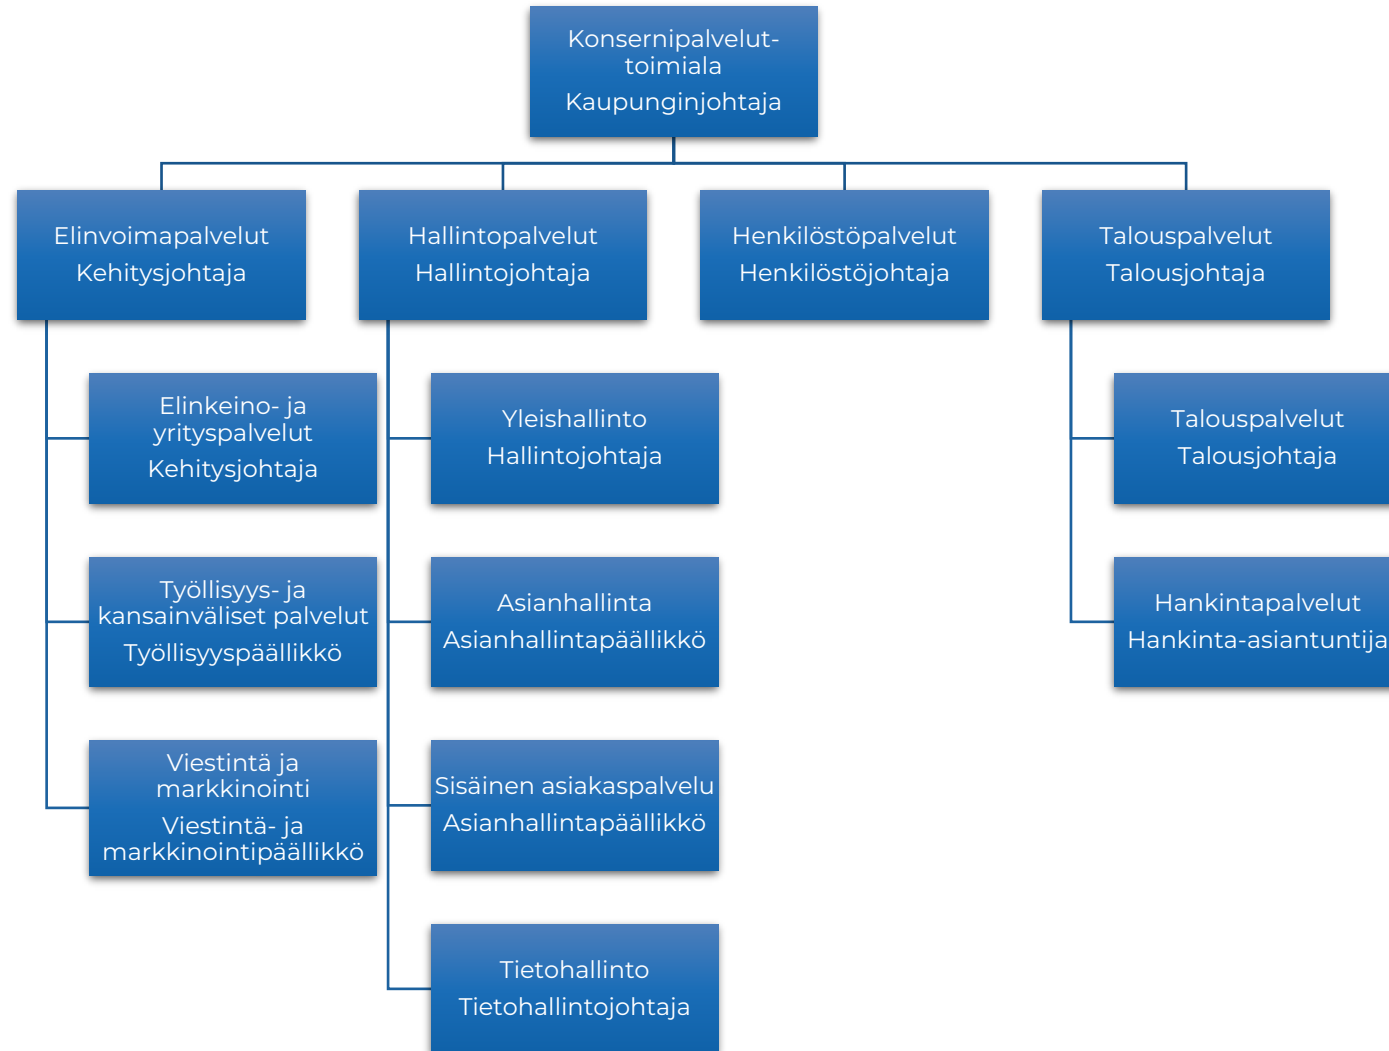 Konsernipalvelut-
toimiala
Kaupunginjohtaja
Elinvoimapalvelut
Kehitysjohtaja
Hallintopalvelut
Hallintojohtaja
Henkilöstöpalvelut
Henkilöstöjohtaja
Talouspalvelut
Talousjohtaja
Elinkeino- ja
yrityspalvelut
Kehitysjohtaja
Työllisyys- ja
kansainväliset palvelut
Työllisyyspäällikkö
Viestintä ja
markkinointi
Viestintä- ja
markkinointipäällikkö
Yleishallinto
Hallintojohtaja
Asianhallinta
Asianhallintapäällikkö
Sisäinen asiakaspalvelu
Asianhallintapäällikkö
Tietohallinto
Tietohallintojohtaja
Talouspalvelut
Talousjohtaja
Hankintapalvelut
Hankinta-asiantuntija